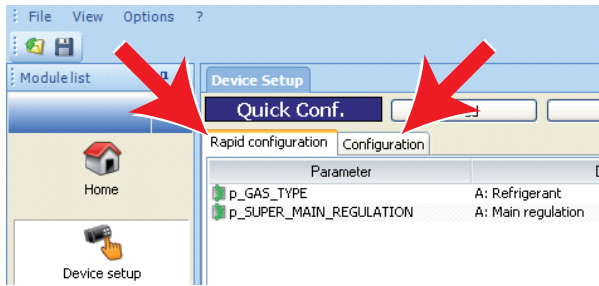 File View Options ?
Module list
Device Setup
Quick Conf.
Rapid configuration Configuration
Parameter
p_GAS_TYPE A: Refrigerant
p_SUPER_MAIN_REGULATION A: Main regulation
Home
Device setup